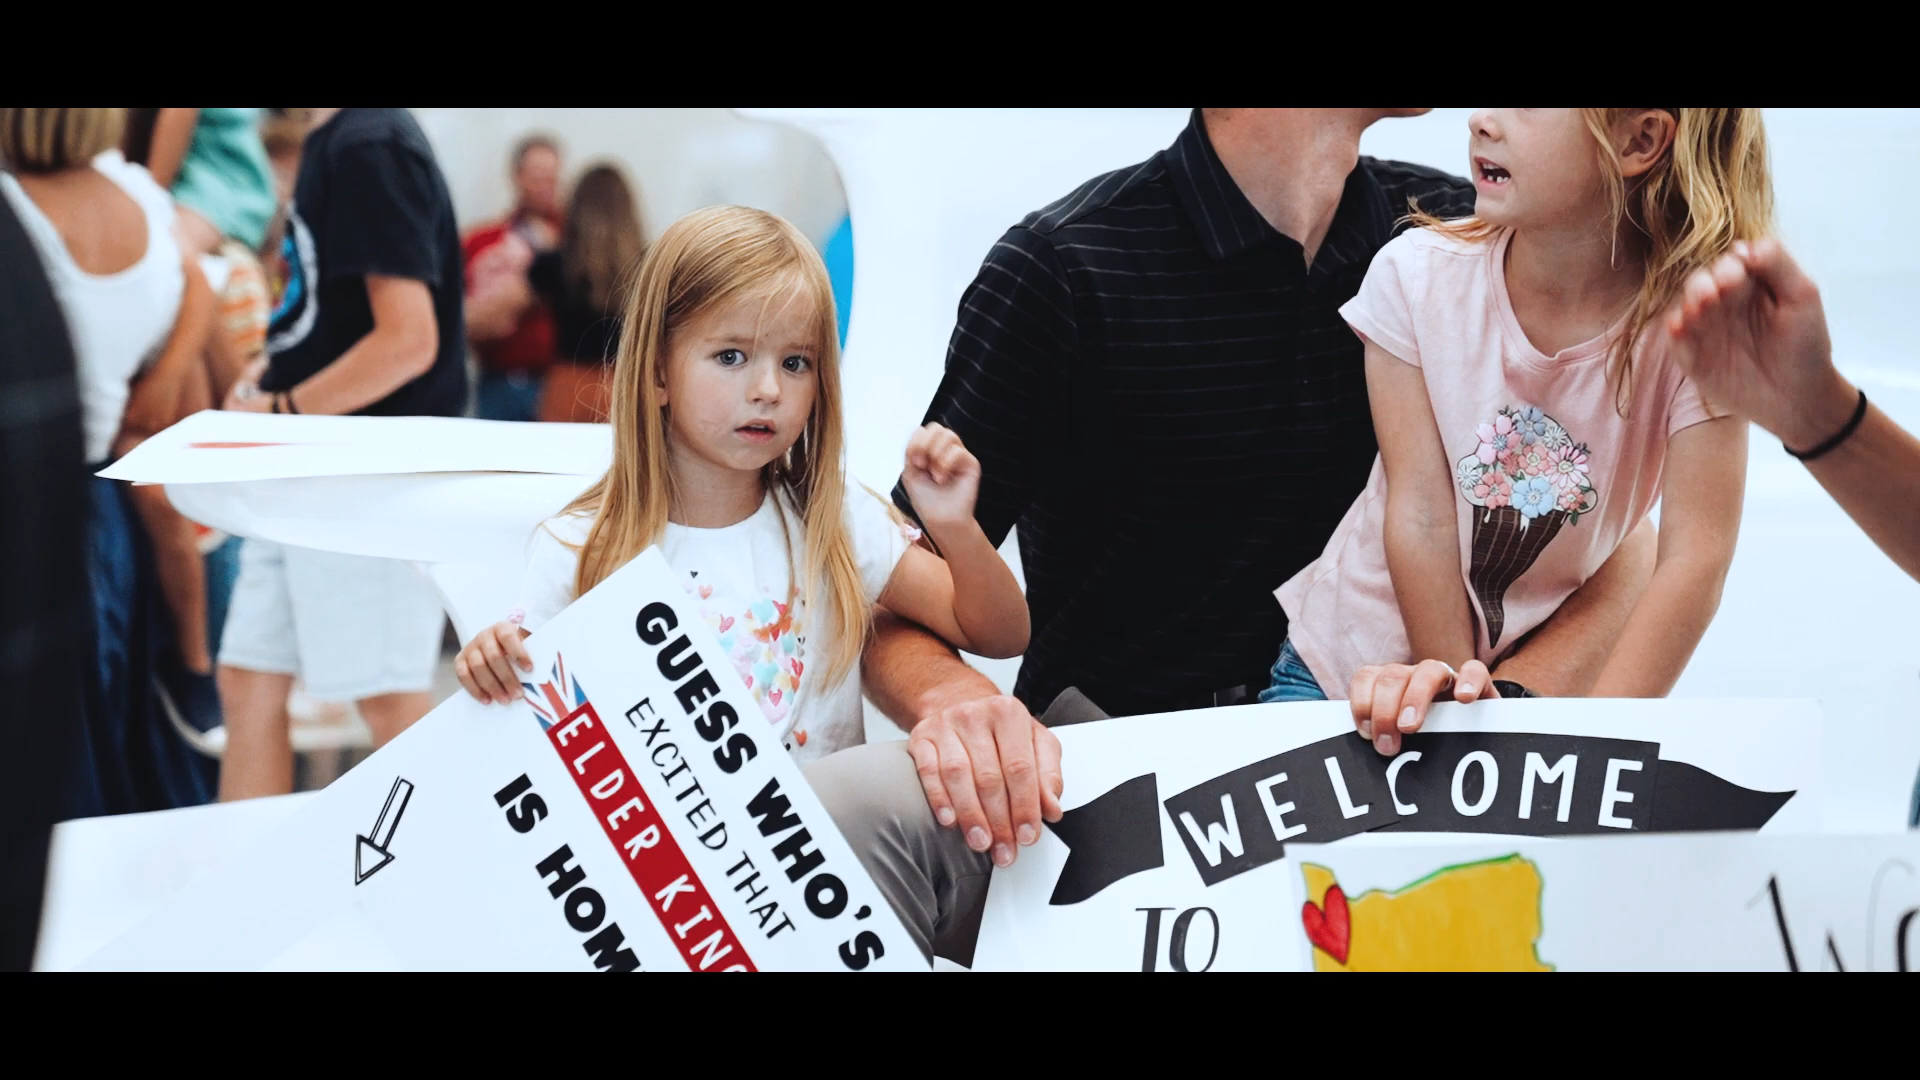 GUESS WHO'S
EXCITED THAT
ELDER KING
IS HOM
WELCOME
TO